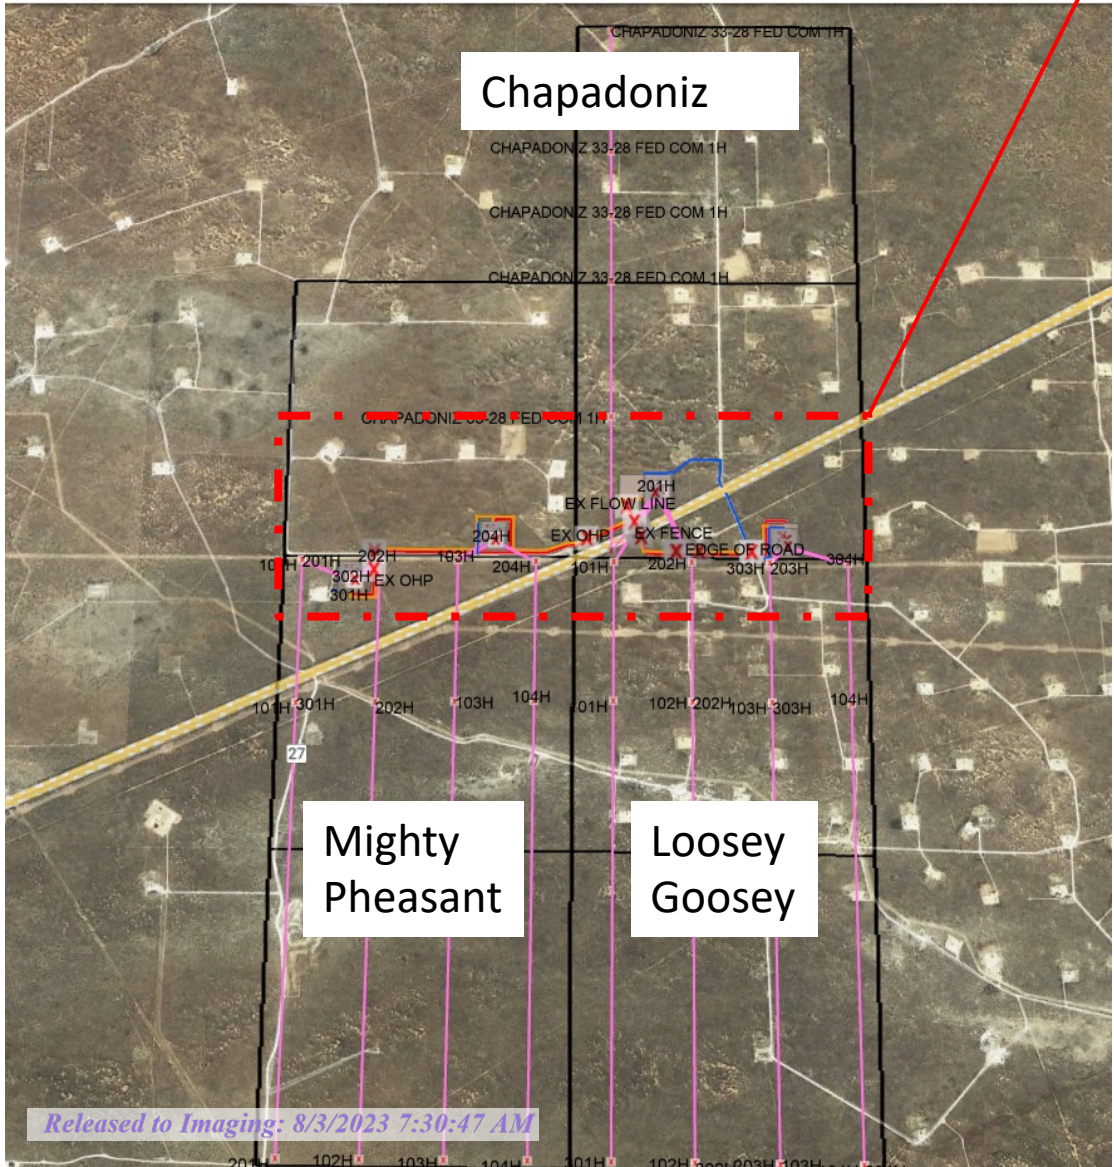 CHAPADONIZ 33-28 FED COM 1H
Chapadoniz
CHAPADONIZ 33-28 FED COM 1H
CHAPADONIZ 33-28 FED COM 1H
CHAPADONIZ 33-28 FED COM 1H
CHAPADONIZ 33-28 FED COM 1H
201H
EX FLOW LINE
204H EX OHP EX FENCE
202H 103H EDGE OF ROAD
201H 204H 101H 202H 303H 203H 304H
302H EX OHP
301H
101H 301H 202H 103H 104H 101H 102H 202H 103H 303H 104H
27
Mighty
Pheasant
Loosey
Goosey
Released to Imaging: 8/3/2023 7:30:47 AM
201H 102H 103H 104H 301H 102H 203H 103H